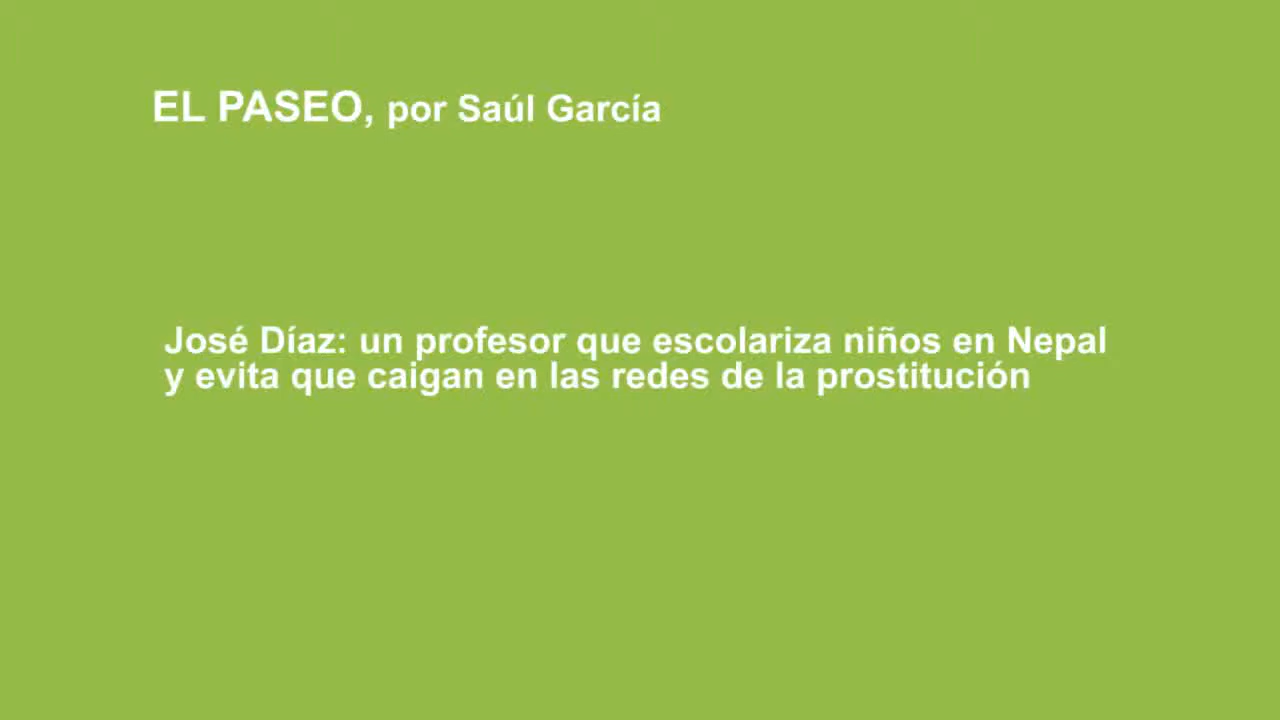 EL PASEO, por Saúl García
José Díaz: un profesor que escolariza niños en Nepal
y evita que caigan en las redes de la prostitución